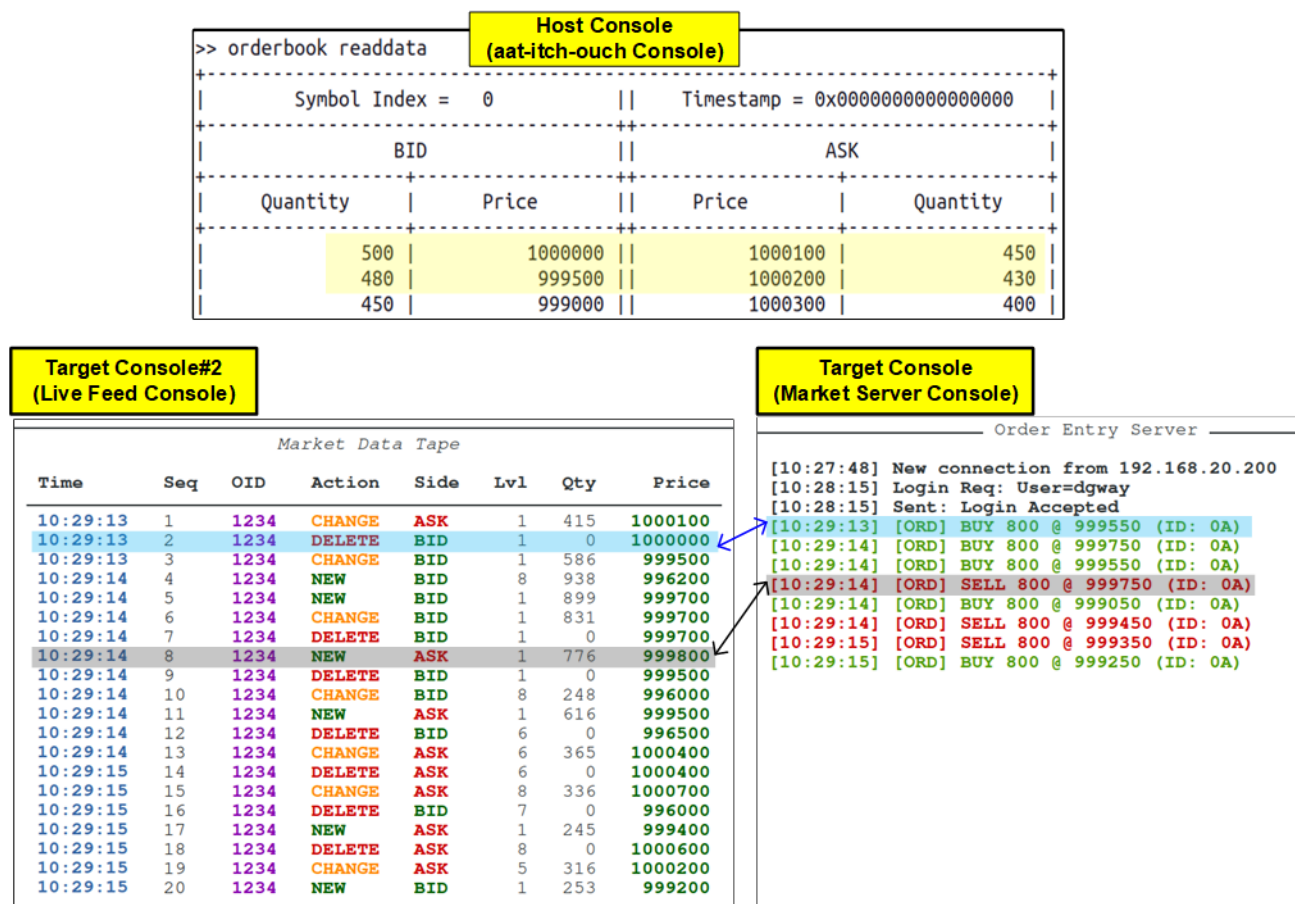 Host Console
(aat-itch-ouch Console)
>> orderbook readdata
Symbol Index = 0 || Timestamp = 0x0000000000000000
BID || ASK
Quantity | Price || Price | Quantity
500 | 1000000 || 1000100 | 450
480 | 999500 || 1000200 | 430
450 | 999000 || 1000300 | 400
Target Console#2
(Live Feed Console)
Market Data Tape
Time Seq OID Action Side Lvl Qty Price
10:29:13 1 1234 CHANGE ASK 1 415 1000100
10:29:13 2 1234 DELETE BID 1 0 1000000
10:29:13 3 1234 CHANGE BID 1 586 999500
10:29:14 4 1234 NEW BID 8 938 996200
10:29:14 5 1234 NEW BID 1 899 999700
10:29:14 6 1234 CHANGE BID 1 831 999700
10:29:14 7 1234 DELETE BID 1 0 999700
10:29:14 8 1234 NEW ASK 1 776 999800
10:29:14 9 1234 DELETE BID 1 0 999500
10:29:14 10 1234 CHANGE BID 8 248 996000
10:29:14 11 1234 NEW ASK 1 616 999500
10:29:14 12 1234 DELETE BID 6 0 996500
10:29:14 13 1234 CHANGE ASK 6 365 1000400
10:29:15 14 1234 DELETE ASK 6 0 1000400
10:29:15 15 1234 CHANGE ASK 8 336 1000700
10:29:15 16 1234 DELETE BID 7 0 996000
10:29:15 17 1234 NEW ASK 1 245 999400
10:29:15 18 1234 DELETE ASK 8 0 1000600
10:29:15 19 1234 CHANGE ASK 5 316 1000200
10:29:15 20 1234 NEW BID 1 253 999200
Target Console
(Market Server Console)
Order Entry Server
[10:27:48] New connection from 192.168.20.200
[10:28:15] Login Req: User=dgway
[10:28:15] Sent: Login Accepted
[10:29:13] [ORD] BUY 800 @ 999550 (ID: 0A)
[10:29:14] [ORD] BUY 800 @ 999750 (ID: 0A)
[10:29:14] [ORD] BUY 800 @ 999550 (ID: 0A)
[10:29:14] [ORD] SELL 800 @ 999750 (ID: 0A)
[10:29:14] [ORD] BUY 800 @ 999050 (ID: 0A)
[10:29:14] [ORD] SELL 800 @ 999450 (ID: 0A)
[10:29:15] [ORD] SELL 800 @ 999350 (ID: 0A)
[10:29:15] [ORD] BUY 800 @ 999250 (ID: 0A)